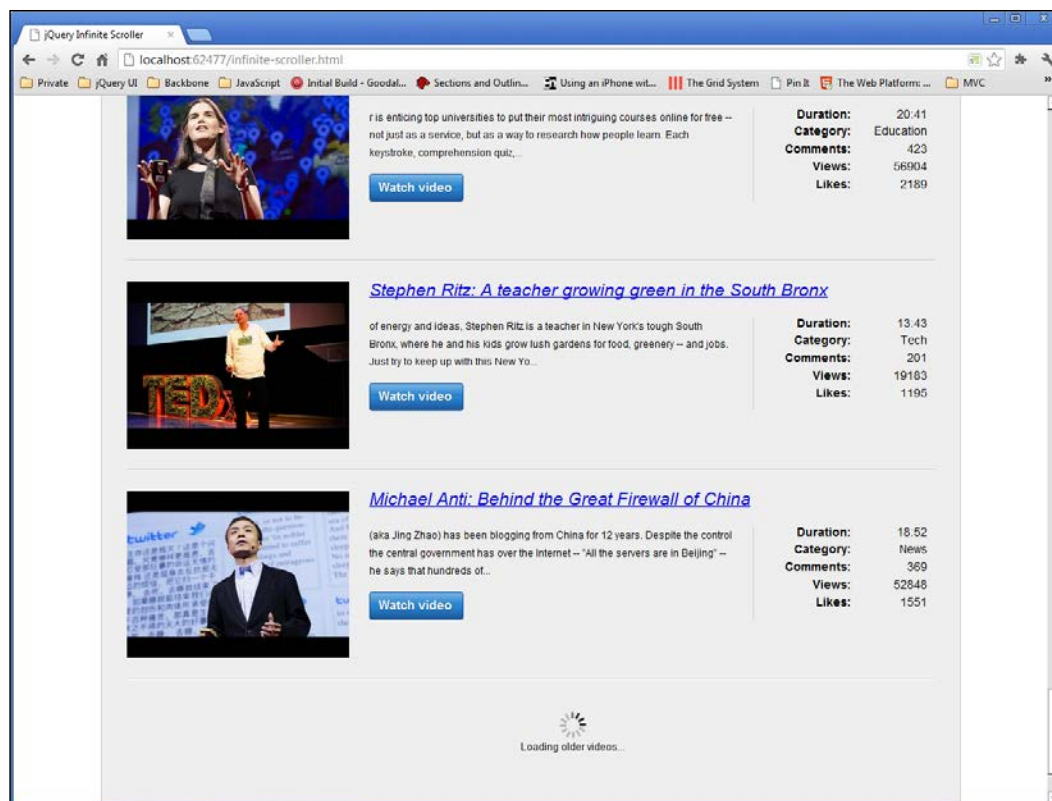 jQuery Infinite Scroller
localhost:62477/infinite-scroller.html
Private jQuery UI Backbone JavaScript Initial Build - Goodal... Sections and Outlin... Using an iPhone wit... The Grid System Pin It The Web Platform: ... MVC
r is enticing top universities to put their most intriguing courses online for free --
not just as a service, but as a way to research how people learn. Each
keystroke, comprehension quiz,...
Watch video
Duration: 20:41
Category: Education
Comments: 423
Views: 56904
Likes: 2189
Stephen Ritz: A teacher growing green in the South Bronx
of energy and ideas, Stephen Ritz is a teacher in New York's tough South
Bronx, where he and his kids grow lush gardens for food, greenery -- and jobs.
Just try to keep up with this New Yo...
Watch video
Duration: 13:43
Category: Tech
Comments: 201
Views: 19183
Likes: 1195
TEDx
Michael Anti: Behind the Great Firewall of China
(aka Jing Zhao) has been blogging from China for 12 years. Despite the control
the central government has over the Internet -- "All the servers are in Beijing" --
he says that hundreds of...
Watch video
Duration: 18:52
Category: News
Comments: 369
Views: 52848
Likes: 1551
twitter
Loading older videos...